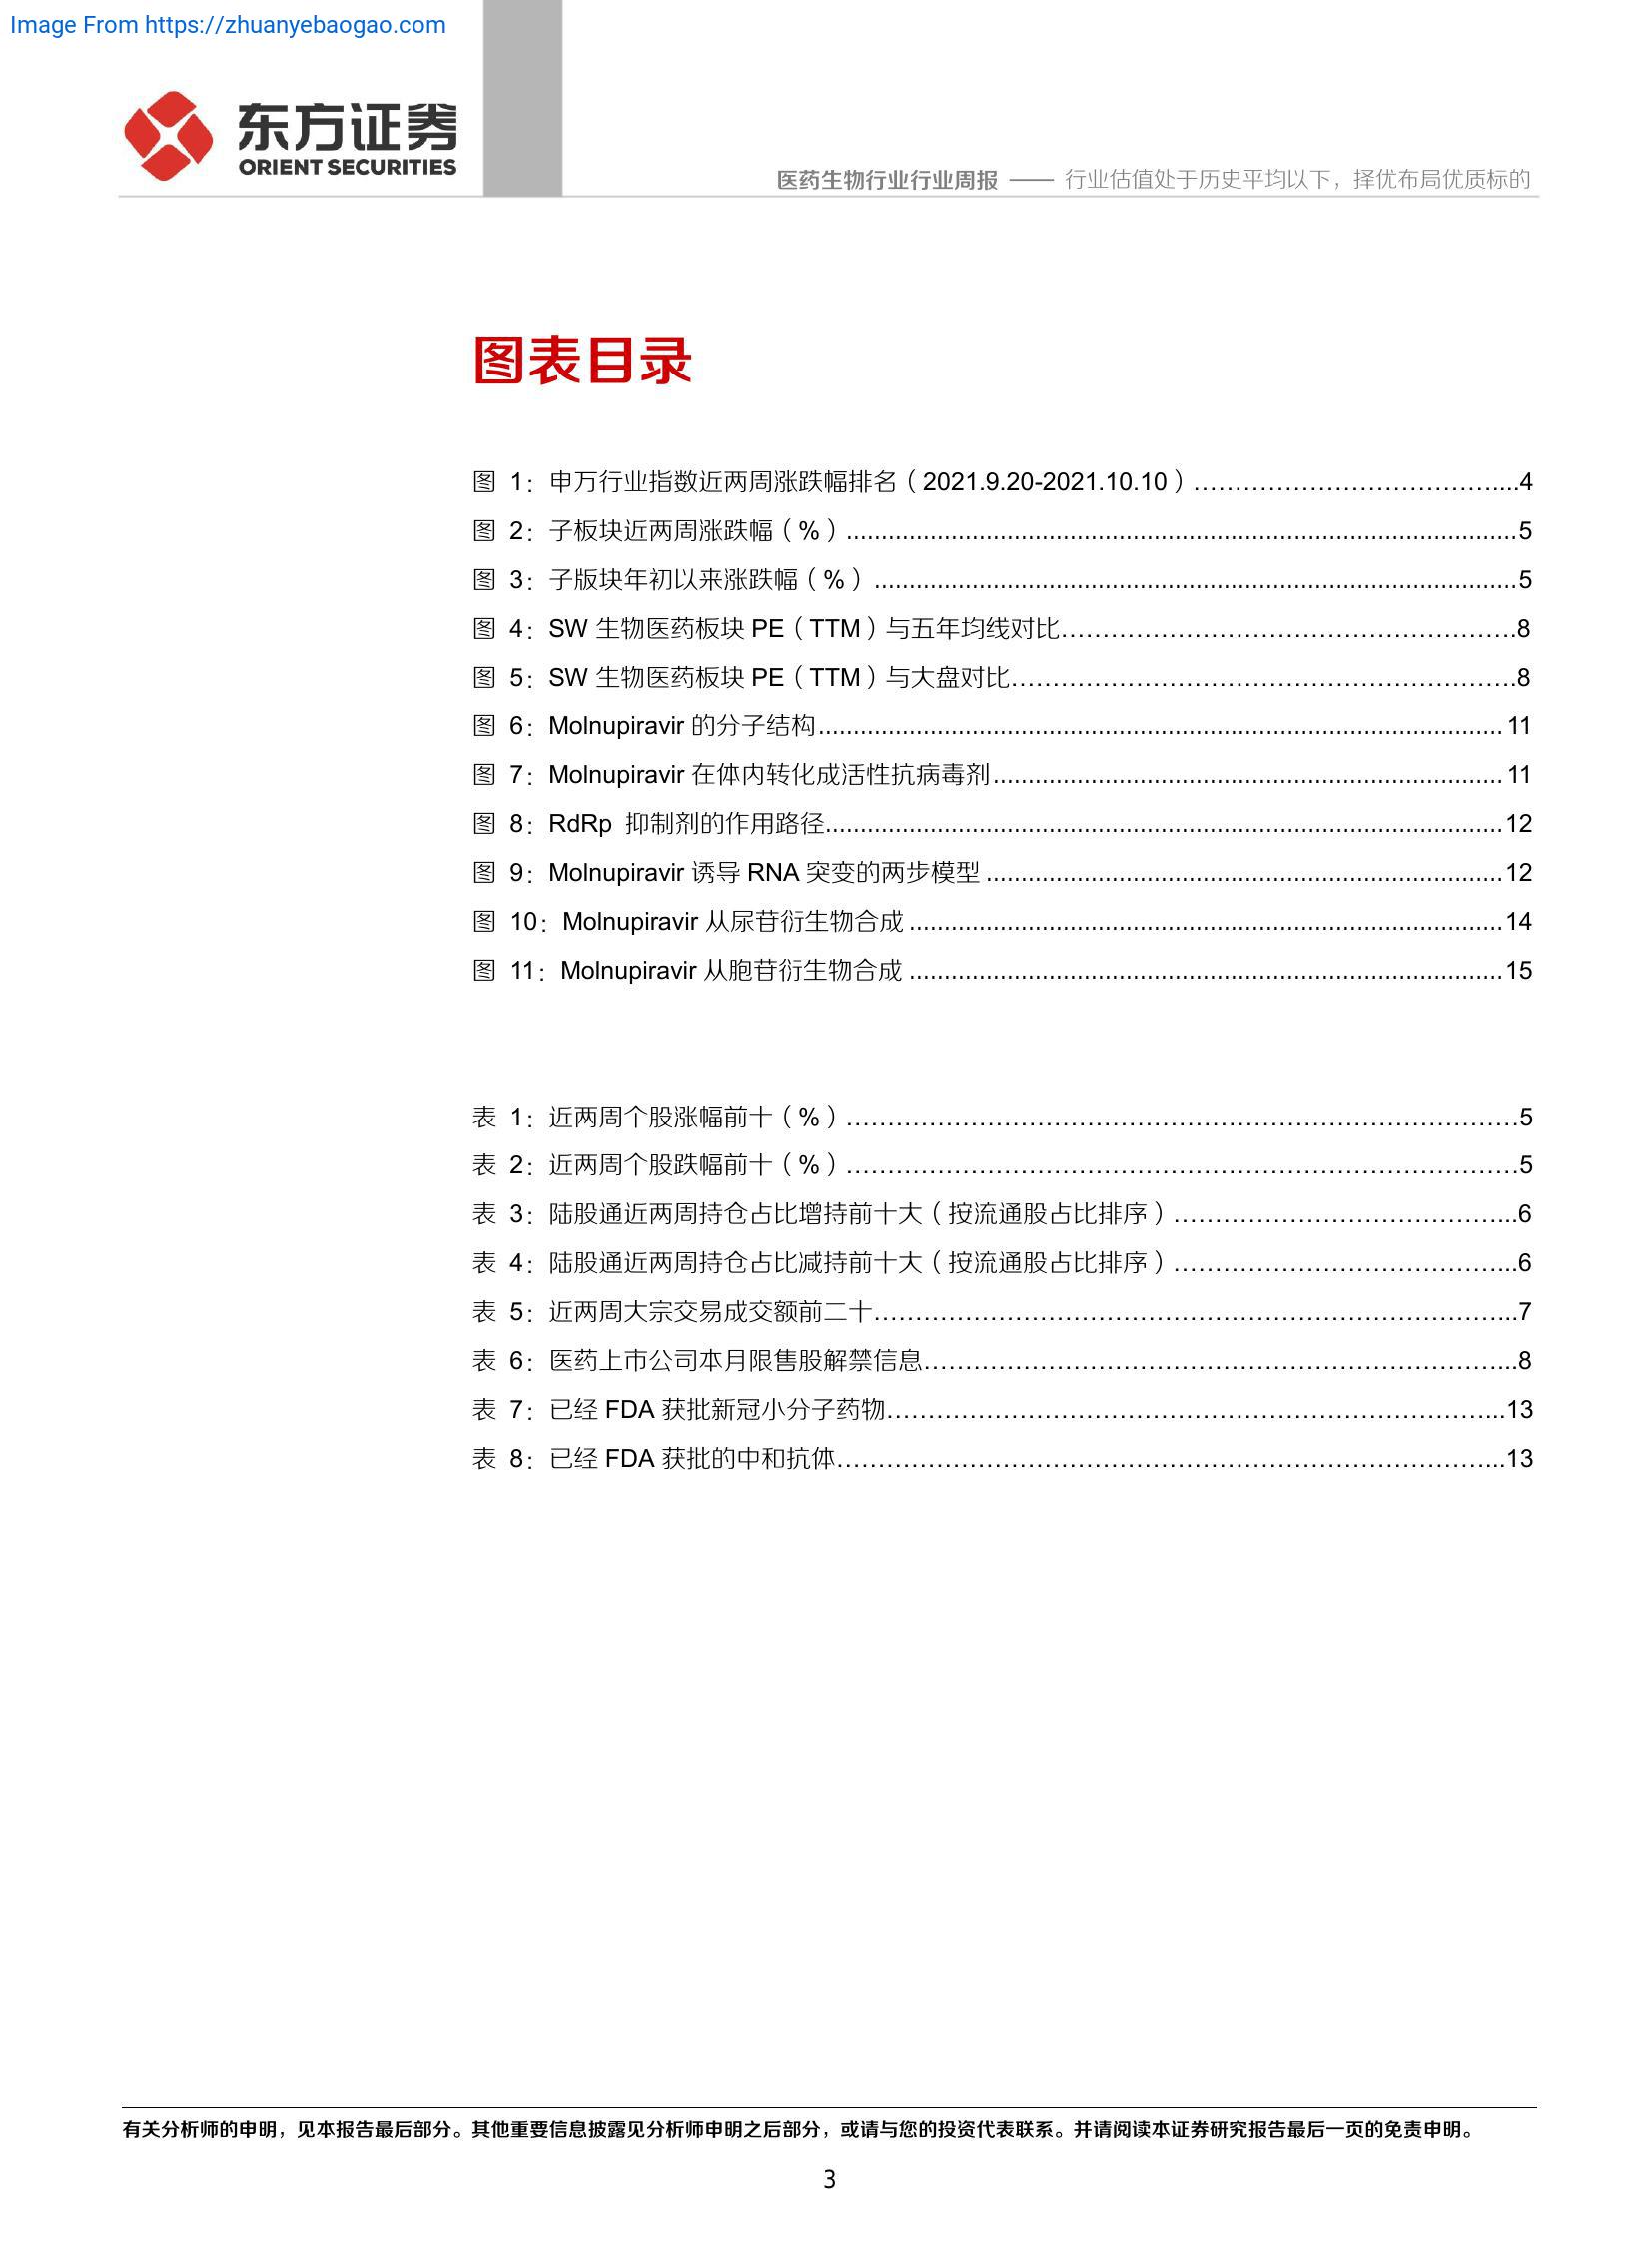 Image From https://zhuanyebaogao.com
东方证券
ORIENT SECURITIES
医药生物行业行业周报 —— 行业估值处于历史平均以下，择优布局优质标的
图表目录
图 1：申万行业指数近两周涨跌幅排名（2021.9.20-2021.10.10）....................4
图 2：子板块近两周涨跌幅（%）....................5
图 3：子版块年初以来涨跌幅（%）....................5
图 4：SW 生物医药板块 PE（TTM）与五年均线对比....................8
图 5：SW 生物医药板块 PE（TTM）与大盘对比....................8
图 6：Molnupiravir 的分子结构....................11
图 7：Molnupiravir 在体内转化成活性抗病毒剂....................11
图 8：RdRp 抑制剂的作用路径....................12
图 9：Molnupiravir 诱导 RNA 突变的两步模型....................12
图 10：Molnupiravir 从尿苷衍生物合成....................14
图 11：Molnupiravir 从胞苷衍生物合成....................15
表 1：近两周个股涨幅前十（%）....................5
表 2：近两周个股跌幅前十（%）....................5
表 3：陆股通近两周持仓占比增持前十大（按流通股占比排序）....................6
表 4：陆股通近两周持仓占比减持前十大（按流通股占比排序）....................6
表 5：近两周大宗交易成交额前二十....................7
表 6：医药上市公司本月限售股解禁信息....................8
表 7：已经 FDA 获批新冠小分子药物....................13
表 8：已经 FDA 获批的中和抗体....................13
有关分析师的申明，见本报告最后部分。其他重要信息披露见分析师申明之后部分，或请与您的投资代表联系。并请阅读本证券研究报告最后一页的免责申明。
3